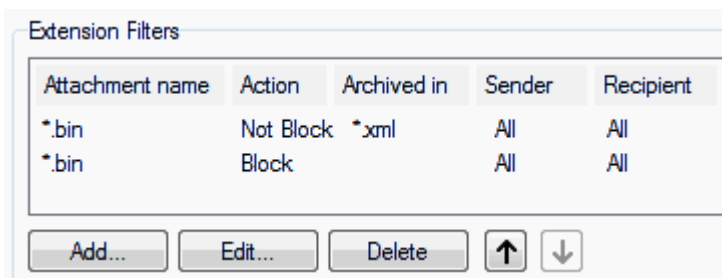 Extension Filters
Attachment name Action Archived in Sender Recipient
*.bin Not Block *.xml All All
*.bin Block All All
Add... Edit... Delete